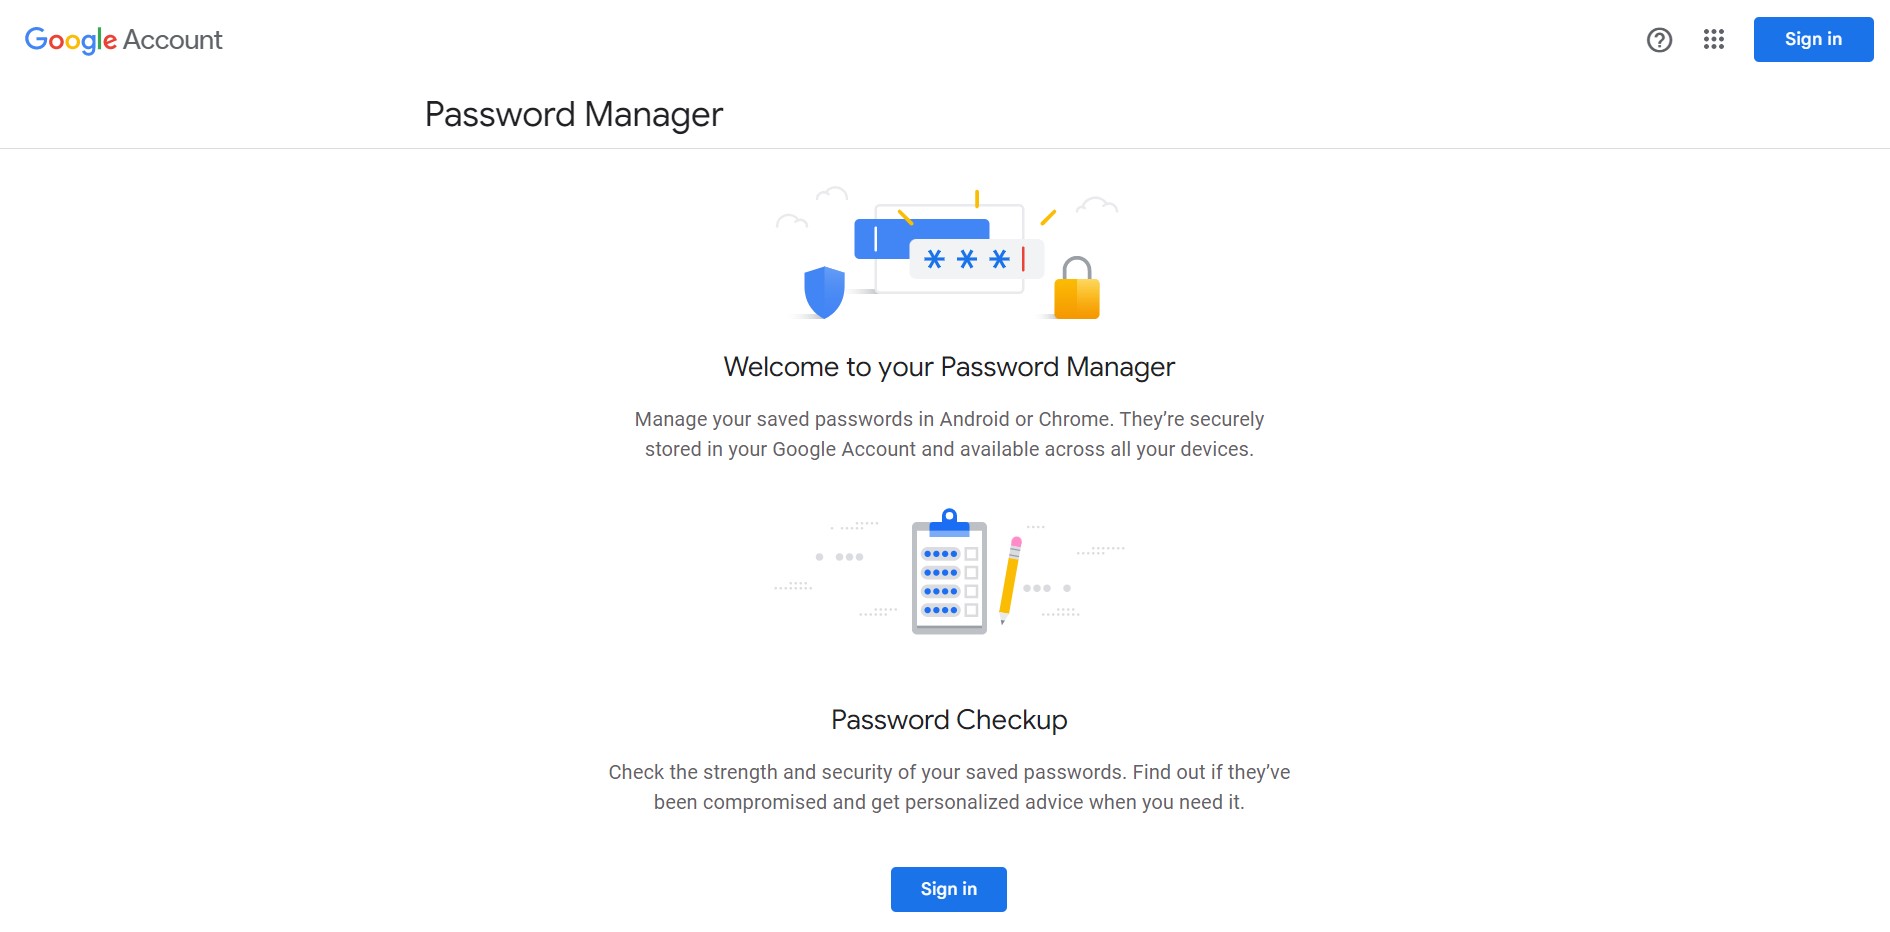 Google Account
Sign in
Password Manager
* * *
Welcome to your Password Manager
Manage your saved passwords in Android or Chrome. They’re securely
stored in your Google Account and available across all your devices.
Password Checkup
Check the strength and security of your saved passwords. Find out if they’ve
been compromised and get personalized advice when you need it.
Sign in